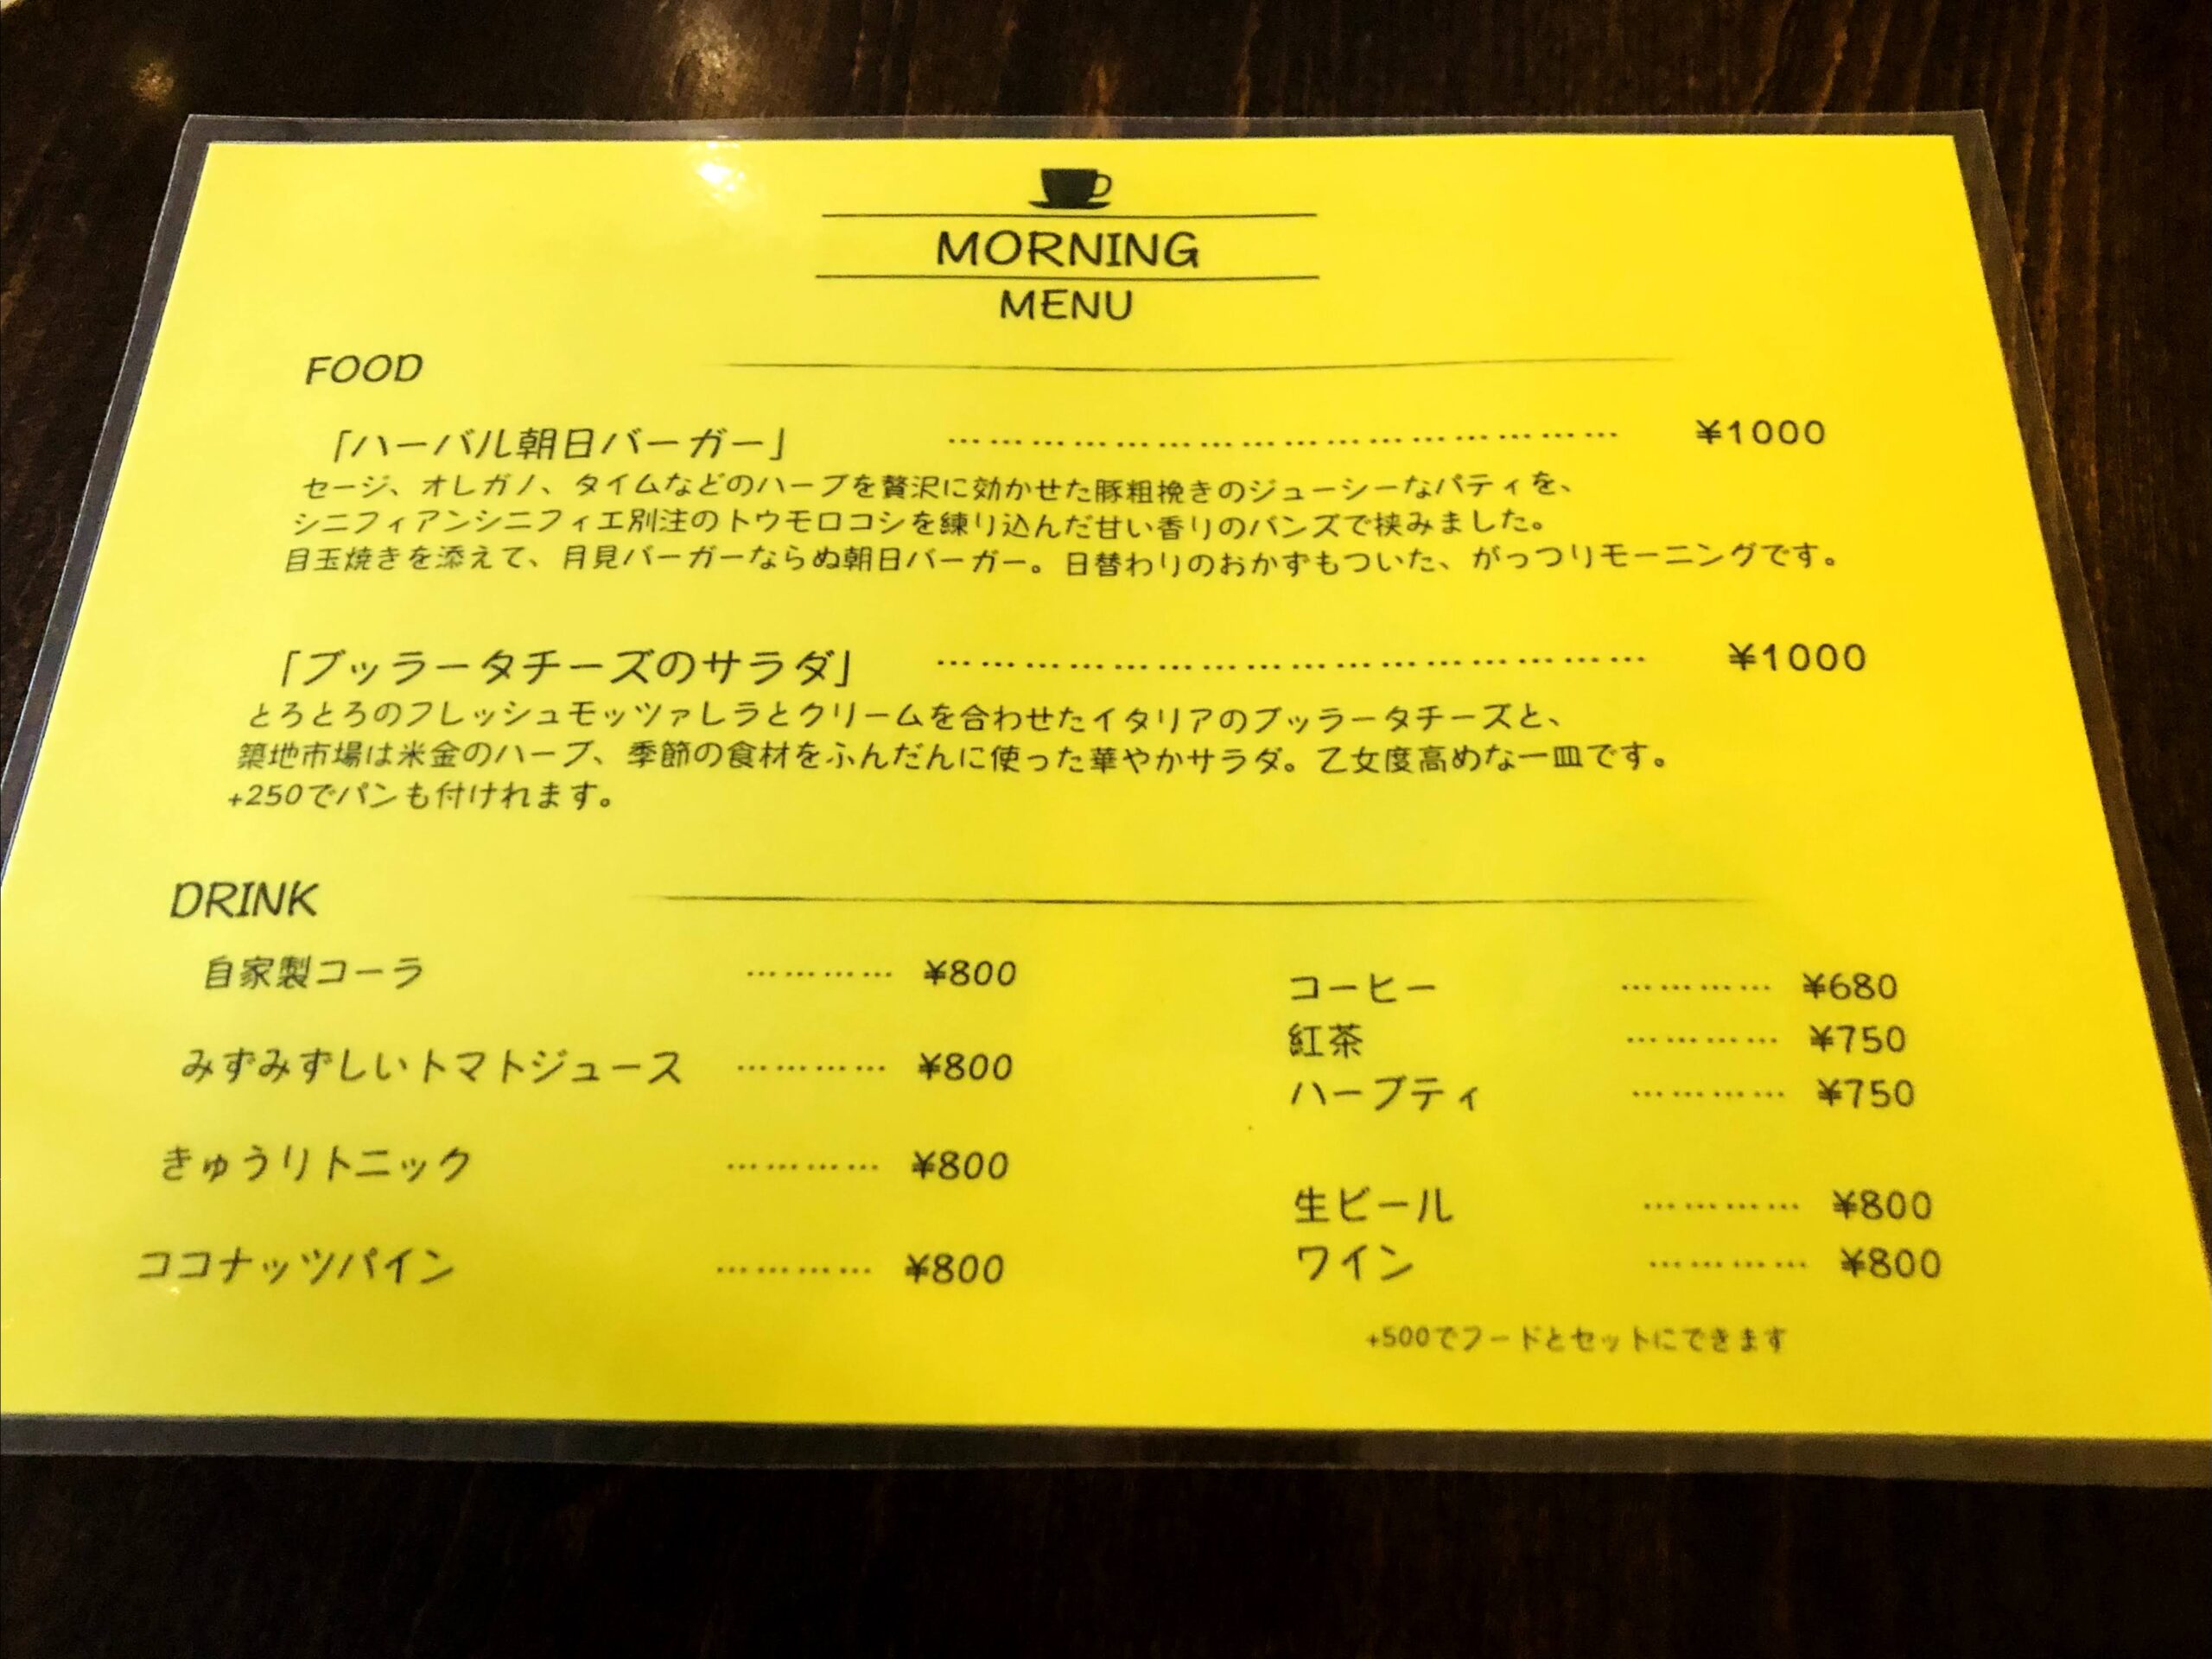 MORNING
MENU
FOOD
「ハーバル朝日バーガー」 ………………………………………… ¥1000
セージ、オレガノ、タイムなどのハーブを贅沢に効かせた豚粗挽きのジューシーなパティを、
シニフィアンシニフィエ別注のトウモロコシを練り込んだ甘い香りのバンズで挟みました。
目玉焼きを添えて、月見バーガーならぬ朝日バーガー。日替わりのおかずもついた、がっつりモーニングです。
「ブッラータチーズのサラダ」 ………………………………………… ¥1000
とろとろのフレッシュモッツァレラとクリームを合わせたイタリアのブッラータチーズと、
築地市場は米金のハーブ、季節の食材をふんだんに使った華やかサラダ。乙女度高めな一皿です。
+250でパンも付けれます。
DRINK
自家製コーラ ………… ¥800
みずみずしいトマトジュース ………… ¥800
きゅうりトニック ………… ¥800
ココナッツパイン ………… ¥800
コーヒー ………… ¥680
紅茶 ………… ¥750
ハーブティ ………… ¥750
生ビール ………… ¥800
ワイン ………… ¥800
+500でフードとセットにできます